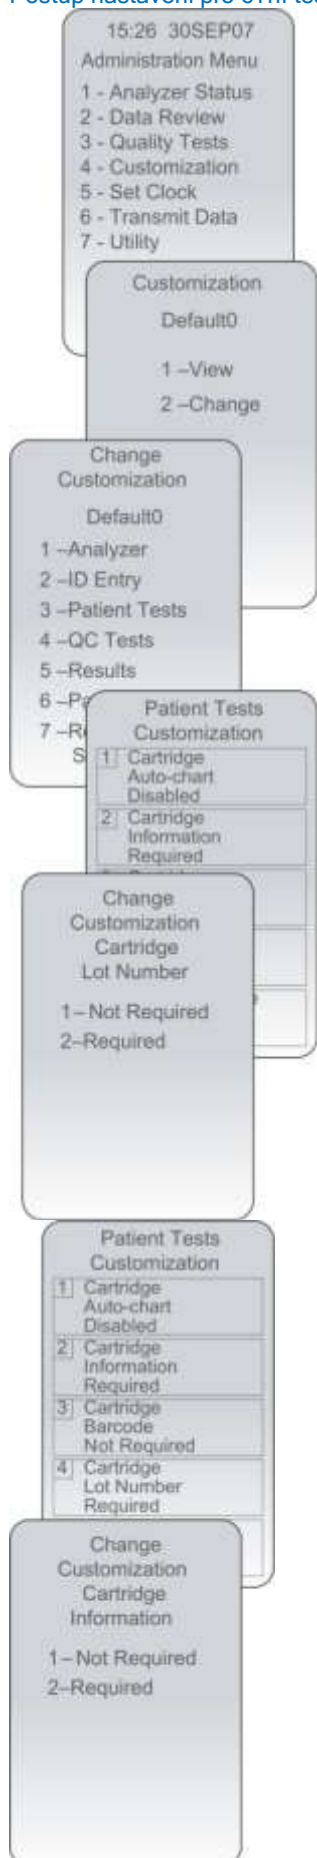 Postup nastavení pro
15:26 30SEP07
Administration Menu
1 - Analyzer Status
2 - Data Review
3 - Quality Tests
4 - Customization
5 - Set Clock
6 - Transmit Data
7 - Utility
Customization
Default0
1 –View
2 –Change
Change
Customization
Default0
1 –Analyzer
2 –ID Entry
3 –Patient Tests
4 –QC Tests
5 –Results
6 –Pa
7 –R
S
Patient Tests
Customization
1 Cartridge
Auto-chart
Disabled
2 Cartridge
Information
Required
Change
Customization
Cartridge
Lot Number
1– Not Required
2–Required
Patient Tests
Customization
1 Cartridge
Auto-chart
Disabled
2 Cartridge
Information
Required
3 Cartridge
Barcode
Not Required
4 Cartridge
Lot Number
Required
Change
Customization
Cartridge
Information
1 – Not Required
2–Required